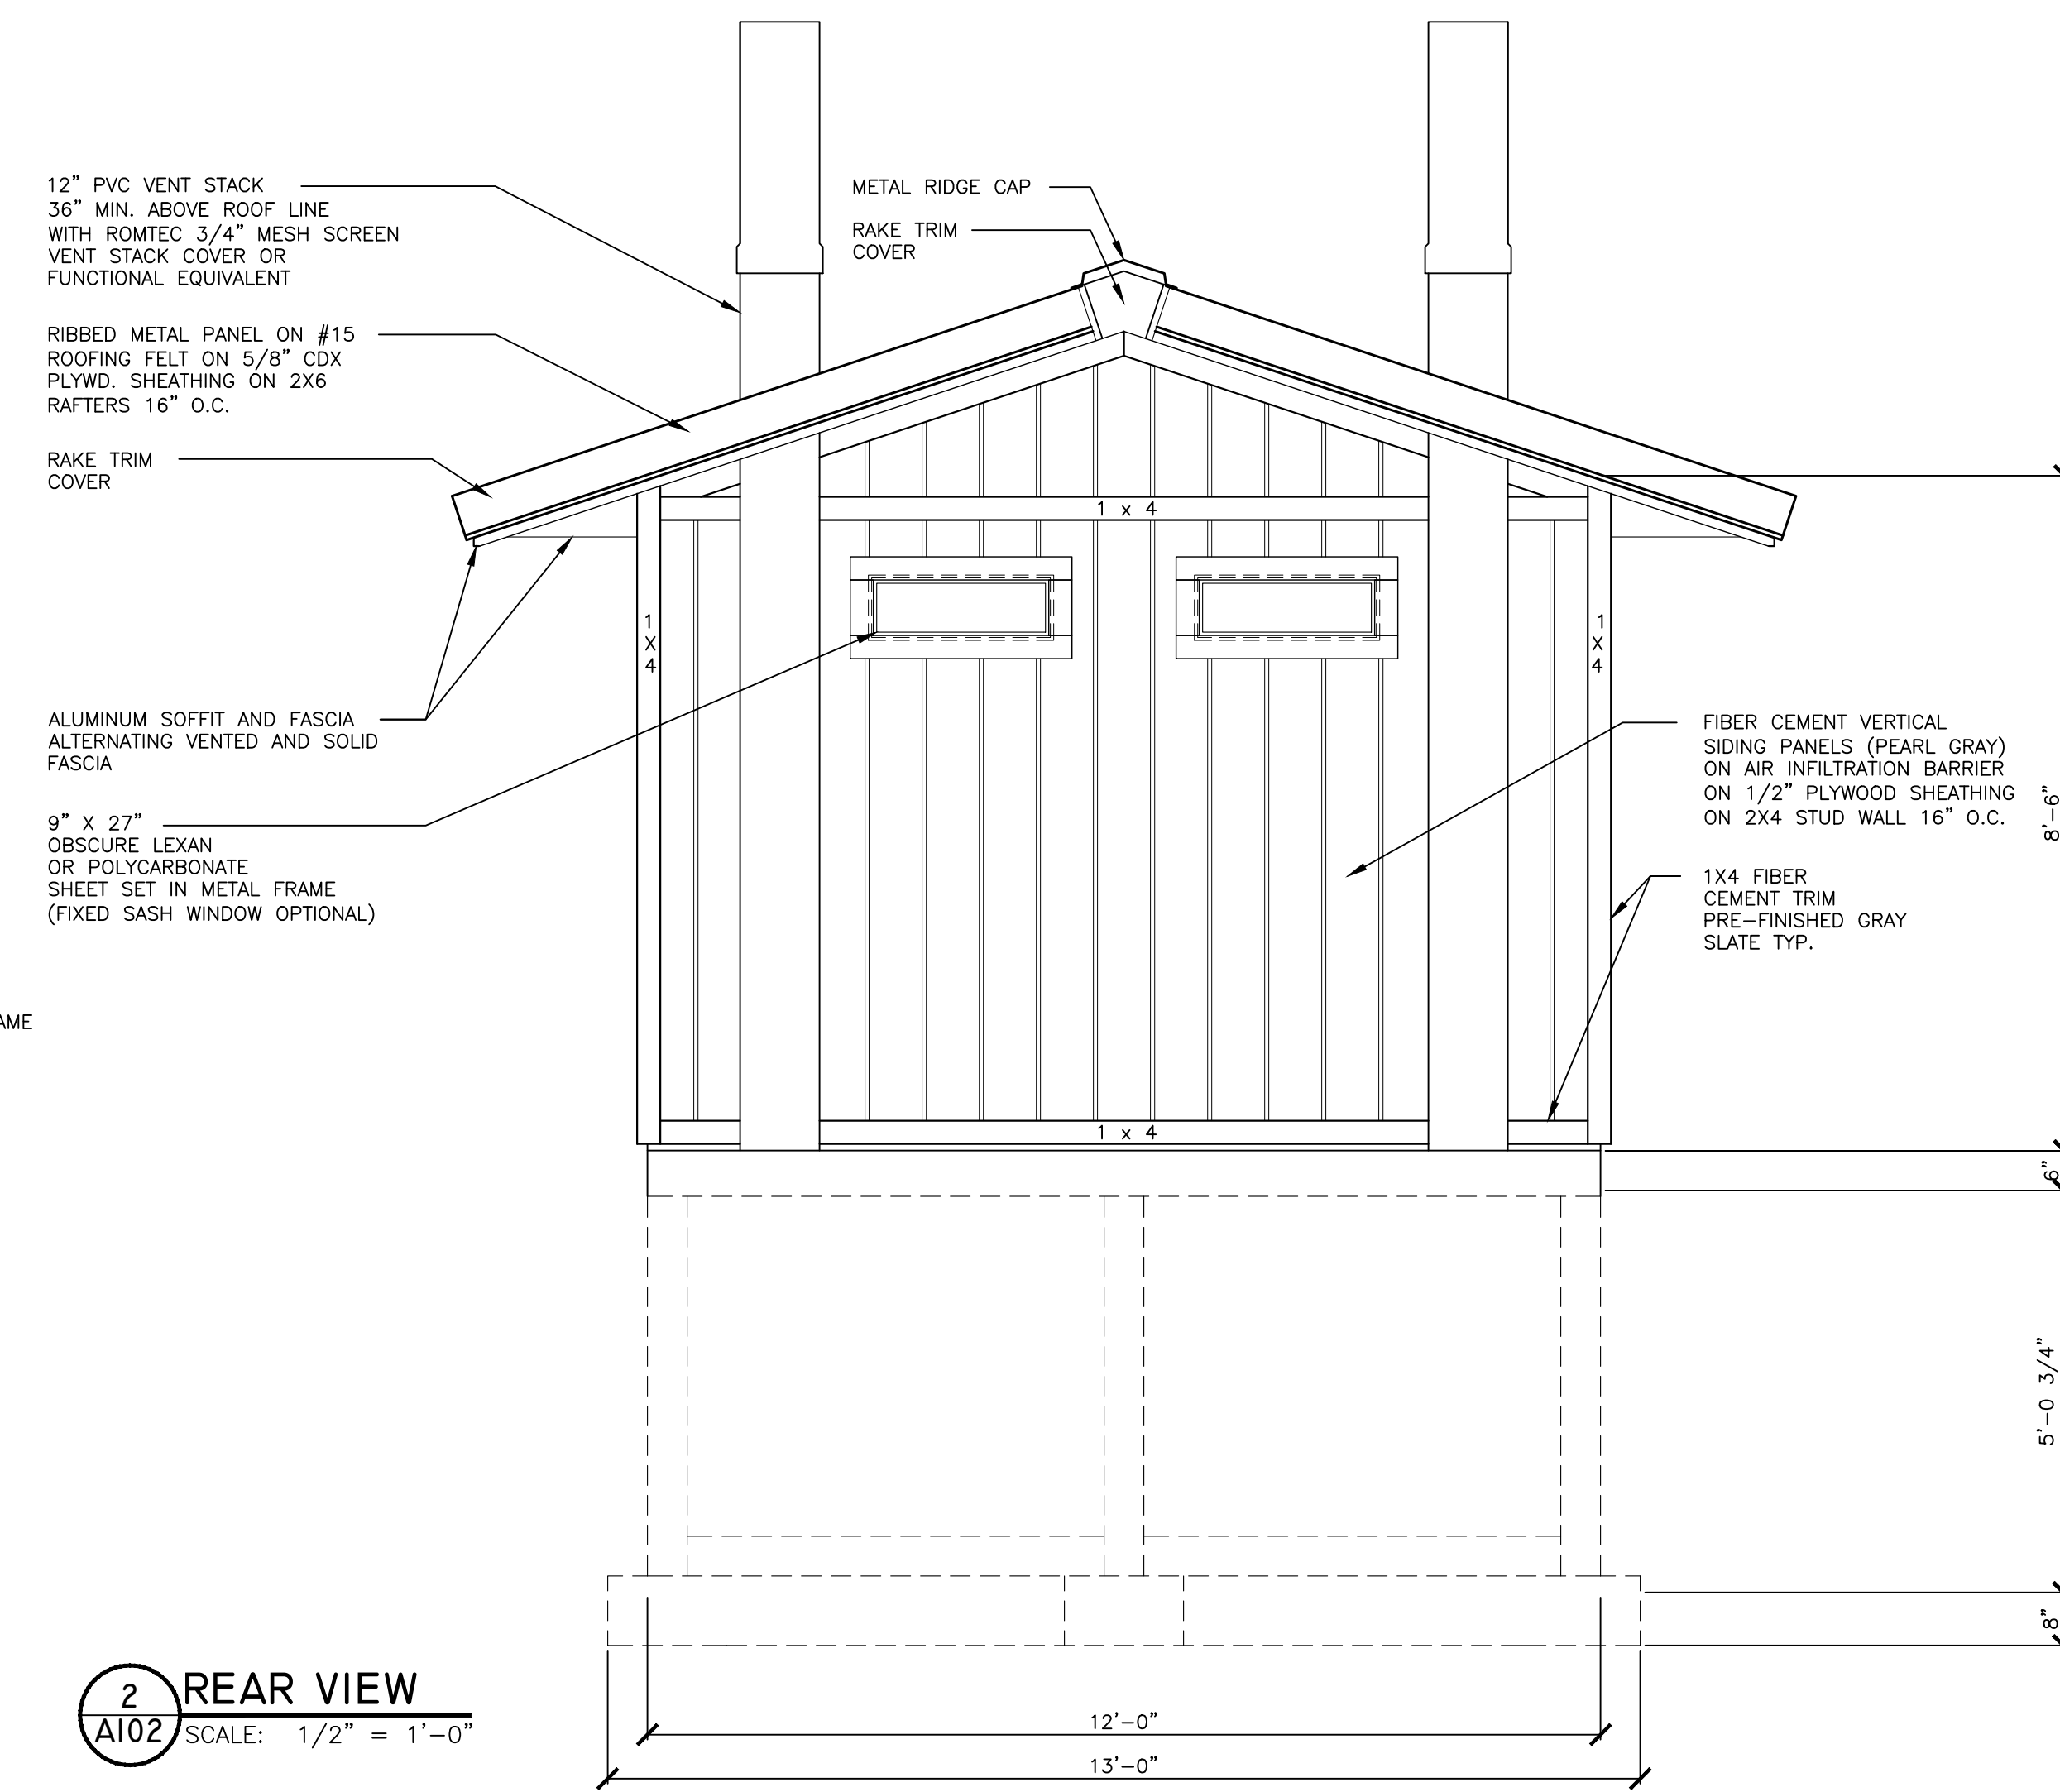 12” PVC VENT STACK
36” MIN. ABOVE ROOF LINE
WITH ROMTEC 3/4” MESH SCREEN
VENT STACK COVER OR
FUNCTIONAL EQUIVALENT
RIBBED METAL PANEL ON #15
ROOFING FELT ON 5/8” CDX
PLYWD. SHEATHING ON 2X6
RAFTERS 16” O.C.
RAKE TRIM
COVER
METAL RIDGE CAP
RAKE TRIM
COVER
1 x 4
1X4
1X4
ALUMINUM SOFFIT AND FASCIA
ALTERNATING VENTED AND SOLID
FASCIA
9” X 27”
OBSCURE LEXAN
OR POLYCARBONATE
SHEET SET IN METAL FRAME
(FIXED SASH WINDOW OPTIONAL)
FIBER CEMENT VERTICAL
SIDING PANELS (PEARL GRAY)
ON AIR INFILTRATION BARRIER
ON 1/2” PLYWOOD SHEATHING
ON 2X4 STUD WALL 16” O.C.
8’-6”
1X4 FIBER
CEMENT TRIM
PRE-FINISHED GRAY
SLATE TYP.
1 x 4
6”
5’-0 3/4”
8”
12’-0”
13’-0”
2
A102
REAR VIEW
SCALE: 1/2” = 1’-0”